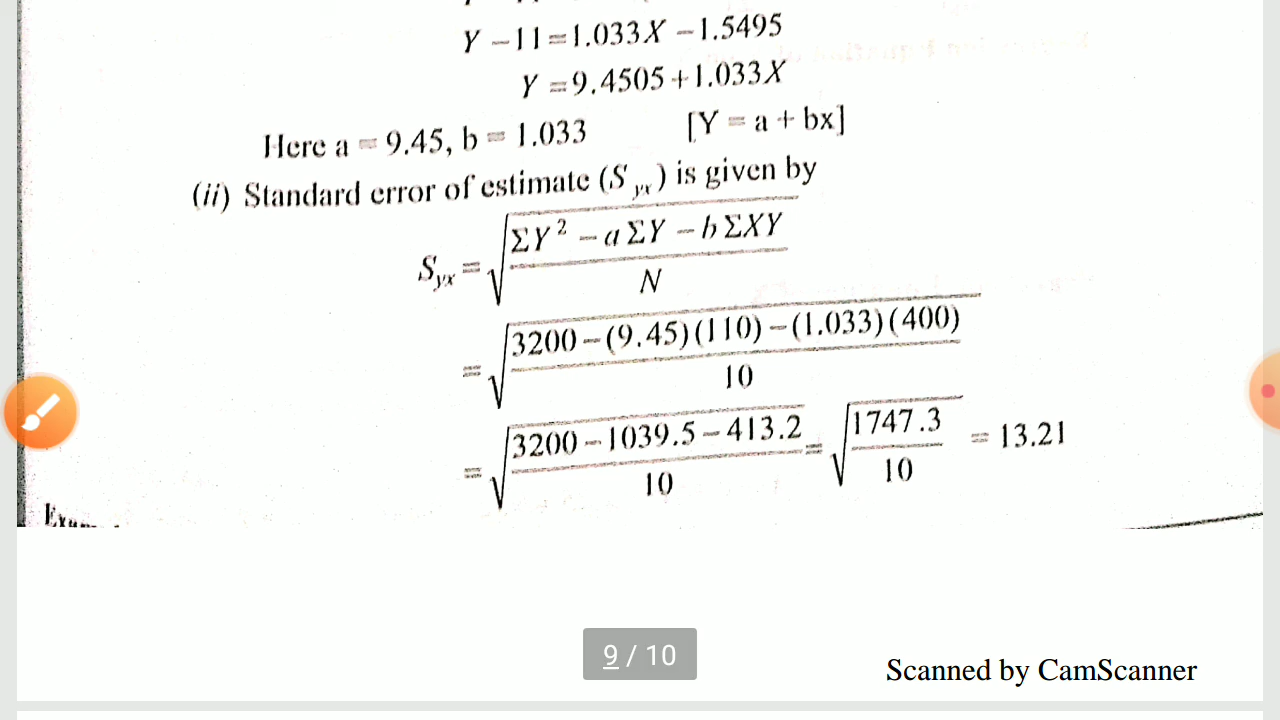 Y − 11 = 1.033X − 1.5495
Y = 9.4505 + 1.033X
Here a = 9.45, b = 1.033 [Y = a + bx]
(ii) Standard error of estimate (S yx) is given by
Syx = √((ΣY² − aΣY − bΣXY) / N)
= √((3200 − (9.45)(110) − (1.033)(400)) / 10)
= √((3200 − 1039.5 − 413.2) / 10) = √(1747.3 / 10) = 13.21
9 / 10
Scanned by CamScanner